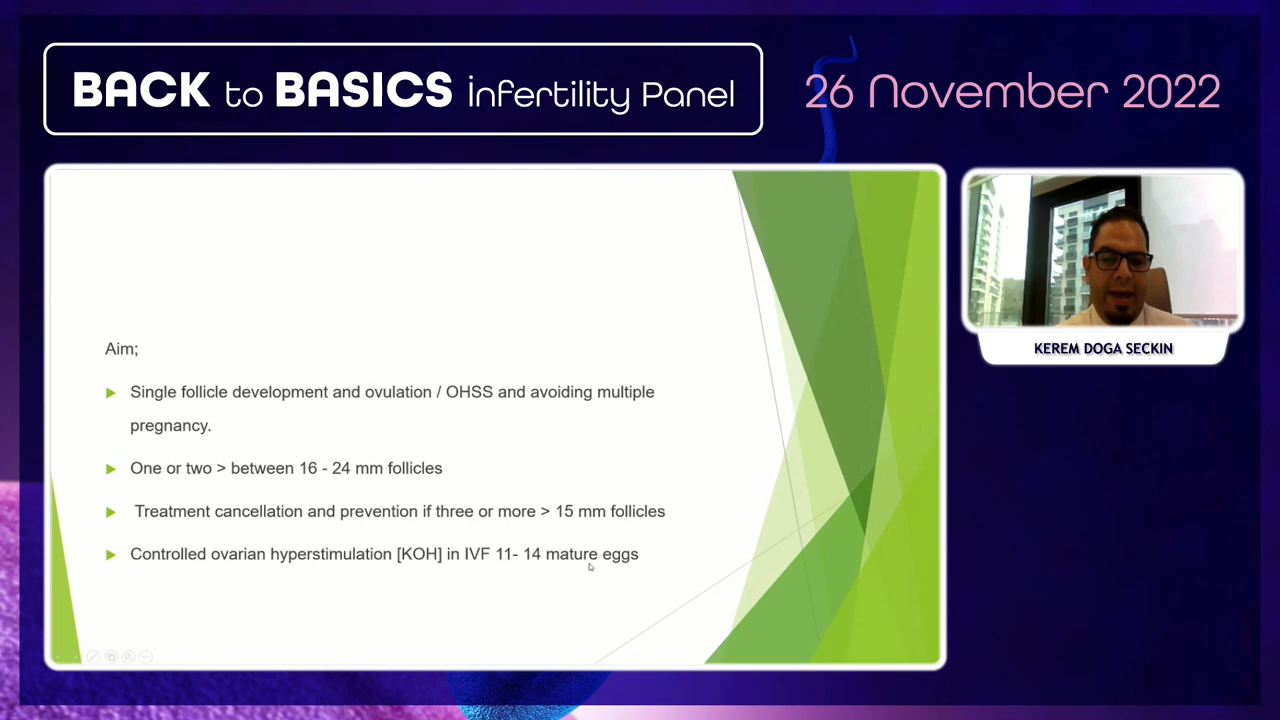 BACK to BASICS infertility Panel
26 November 2022
Aim;
Single follicle development and ovulation / OHSS and avoiding multiple
pregnancy.
One or two > between 16 - 24 mm follicles
Treatment cancellation and prevention if three or more > 15 mm follicles
Controlled ovarian hyperstimulation [KOH] in IVF 11- 14 mature eggs
KEREM DOGA SECKIN